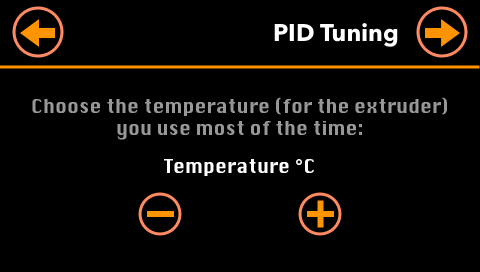 PID Tuning
Choose the temperature (for the extruder)
you use most of the time:
Temperature °C